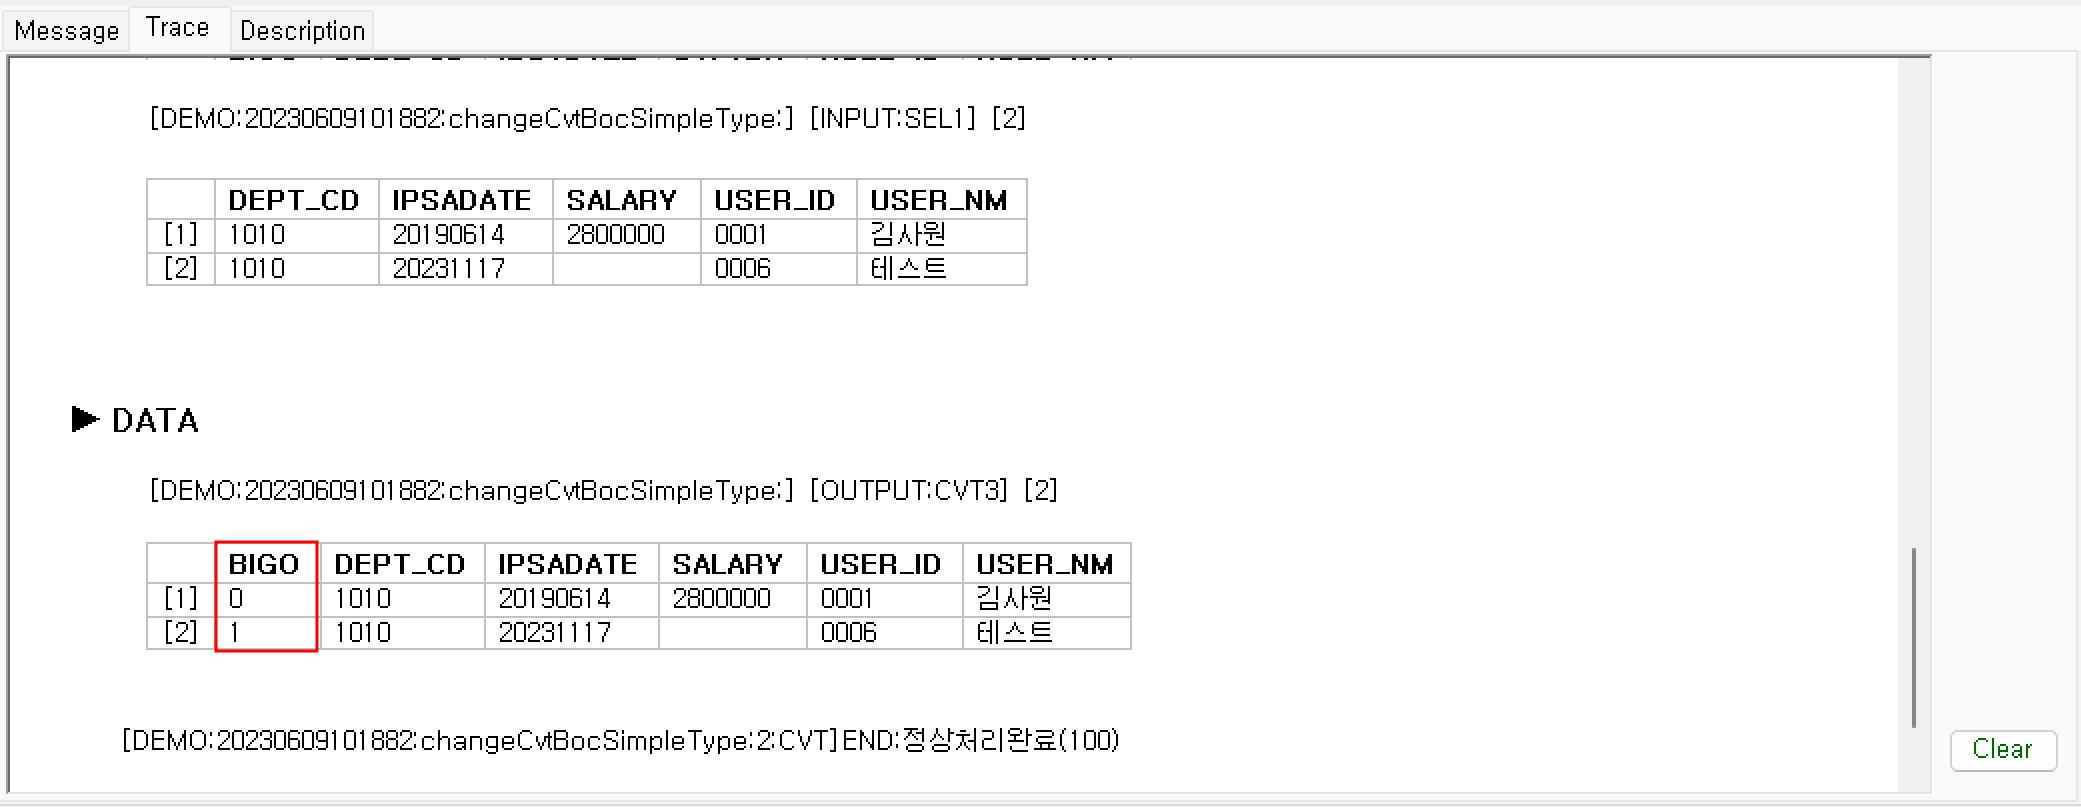 Message Trace Description
[DEMO:20230609101882:changeCvtBocSimpleType:] [INPUT:SEL1] [2]
DEPT_CD IPSADATE SALARY USER_ID USER_NM
[1] 1010 20190614 2800000 0001 김사원
[2] 1010 20231117 0006 테스트
▶ DATA
[DEMO:20230609101882:changeCvtBocSimpleType:] [OUTPUT:CVT3] [2]
BIGO DEPT_CD IPSADATE SALARY USER_ID USER_NM
[1] 0 1010 20190614 2800000 0001 김사원
[2] 1 1010 20231117 0006 테스트
[DEMO:20230609101882:changeCvtBocSimpleType:2:CVT]END:정상처리완료(100)
Clear